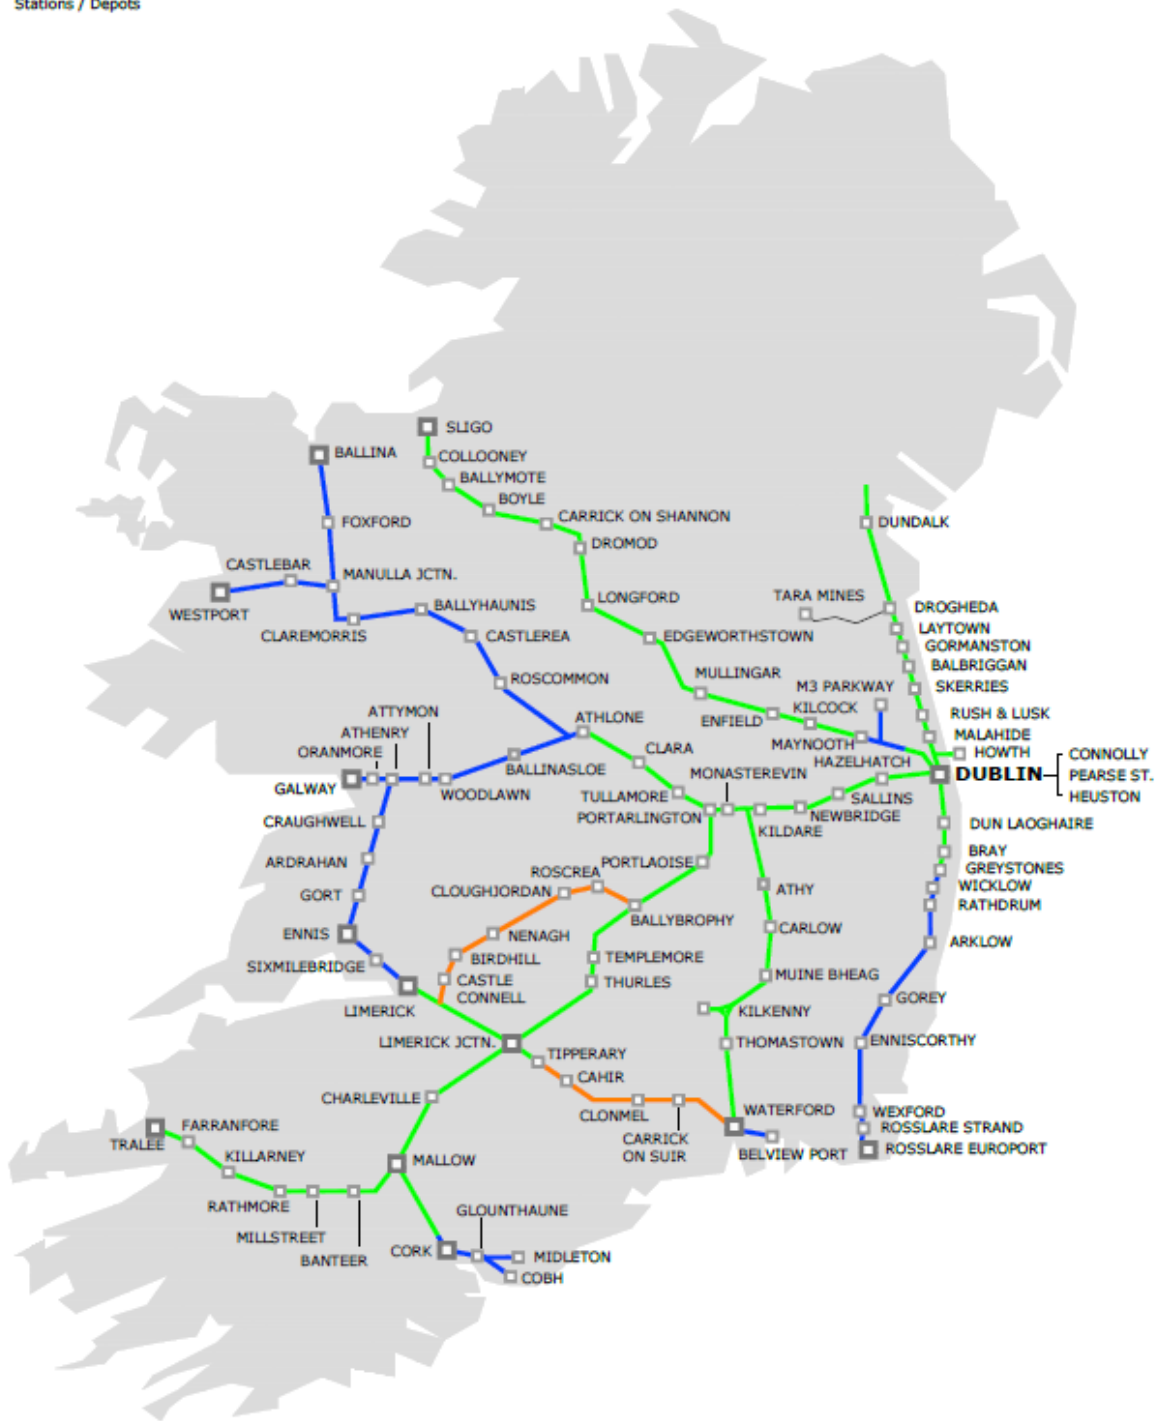 Stations / Depots
SLIGO
BALLINA
COLLOONEY
BALLYMOTE
BOYLE
CARRICK ON SHANNON
FOXFORD
DUNDALK
DROMOD
CASTLEBAR
MANULLA JCTN.
WESTPORT
LONGFORD
TARA MINES
BALLYHAUNIS
DROGHEDA
LAYTOWN
CLAREMORRIS
CASTLEREA
EDGEWORTHSTOWN
GORMANSTON
BALBRIGGAN
ROSCOMMON
MULLINGAR
M3 PARKWAY
SKERRIES
KILCOCK
ATTYMON
ATHLONE
ENFIELD
RUSH & LUSK
ATHENRY
MAYNOOTH
MALAHIDE
ORANMORE
CLARA
HAZELHATCH
HOWTH
CONNOLLY
BALLINASLOE
MONASTEREVIN
DUBLIN
PEARSE ST.
GALWAY
WOODLAWN
TULLAMORE
SALLINS
HEUSTON
PORTARLINGTON
NEWBRIDGE
CRAUGHWELL
KILDARE
DUN LAOGHAIRE
BRAY
ARDRAHAN
PORTLAOISE
GREYSTONES
ROSCREA
CLOUGHJORDAN
ATHY
WICKLOW
GORT
RATHDRUM
BALLYBROPHY
CARLOW
ENNIS
NENAGH
ARKLOW
BIRDHILL
TEMPLEMORE
SIXMILEBRIDGE
CASTLE
CONNELL
THURLES
MUINE BHEAG
LIMERICK
GOREY
KILKENNY
LIMERICK JCTN.
THOMASTOWN
ENNISCORTHY
TIPPERARY
CAHIR
CHARLEVILLE
CLONMEL
WATERFORD
WEXFORD
FARRANFORE
ROSSLARE STRAND
TRALEE
CARRICK
ON SUIR
BELVIEW PORT
ROSSLARE EUROPORT
KILLARNEY
MALLOW
RATHMORE
GLOUNTHAUNE
MILLSTREET
CORK
MIDLETON
BANTEER
COBH